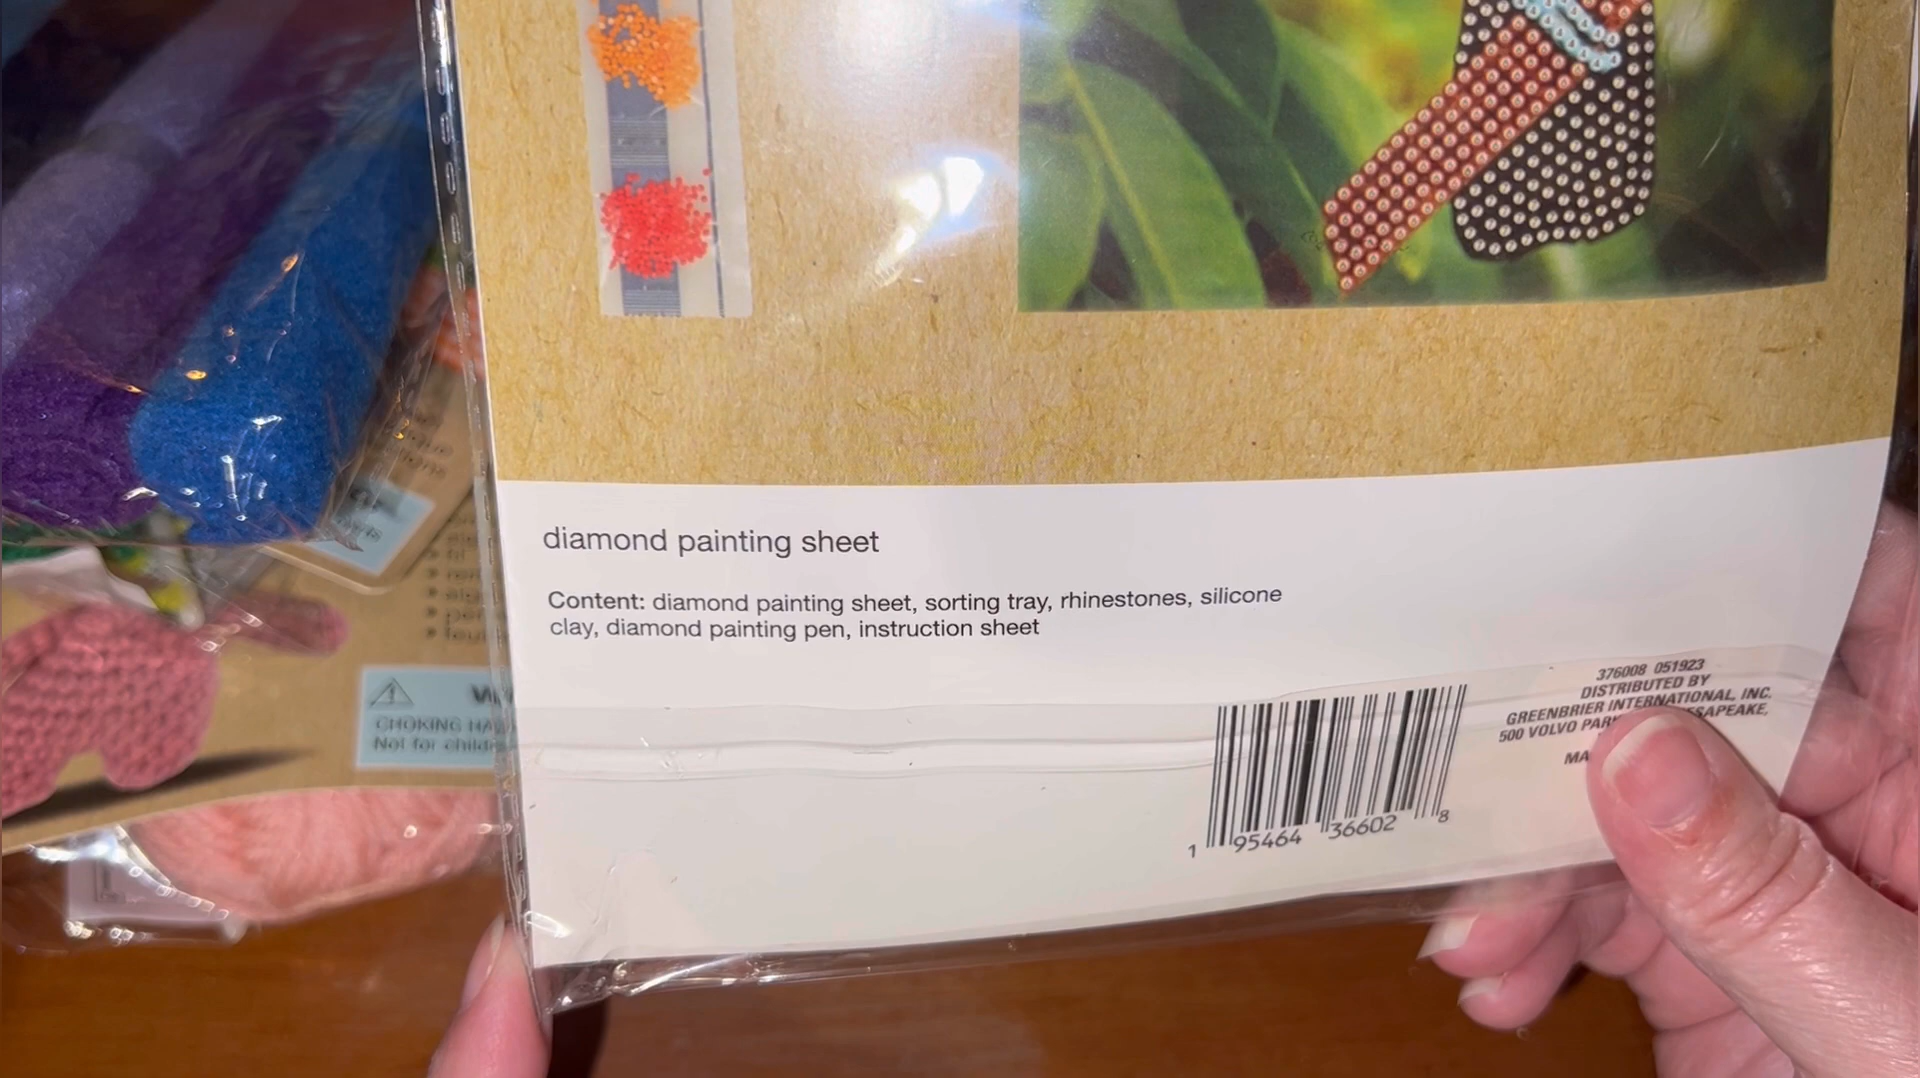 diamond painting sheet
Content: diamond painting sheet, sorting tray, rhinestones, silicone
clay, diamond painting pen, instruction sheet
376008 051923
DISTRIBUTED BY
GREENBRIER INTERNATIONAL, INC.
500 VOLVO
MA
1 95464 36602 8
CHOKING
Not for